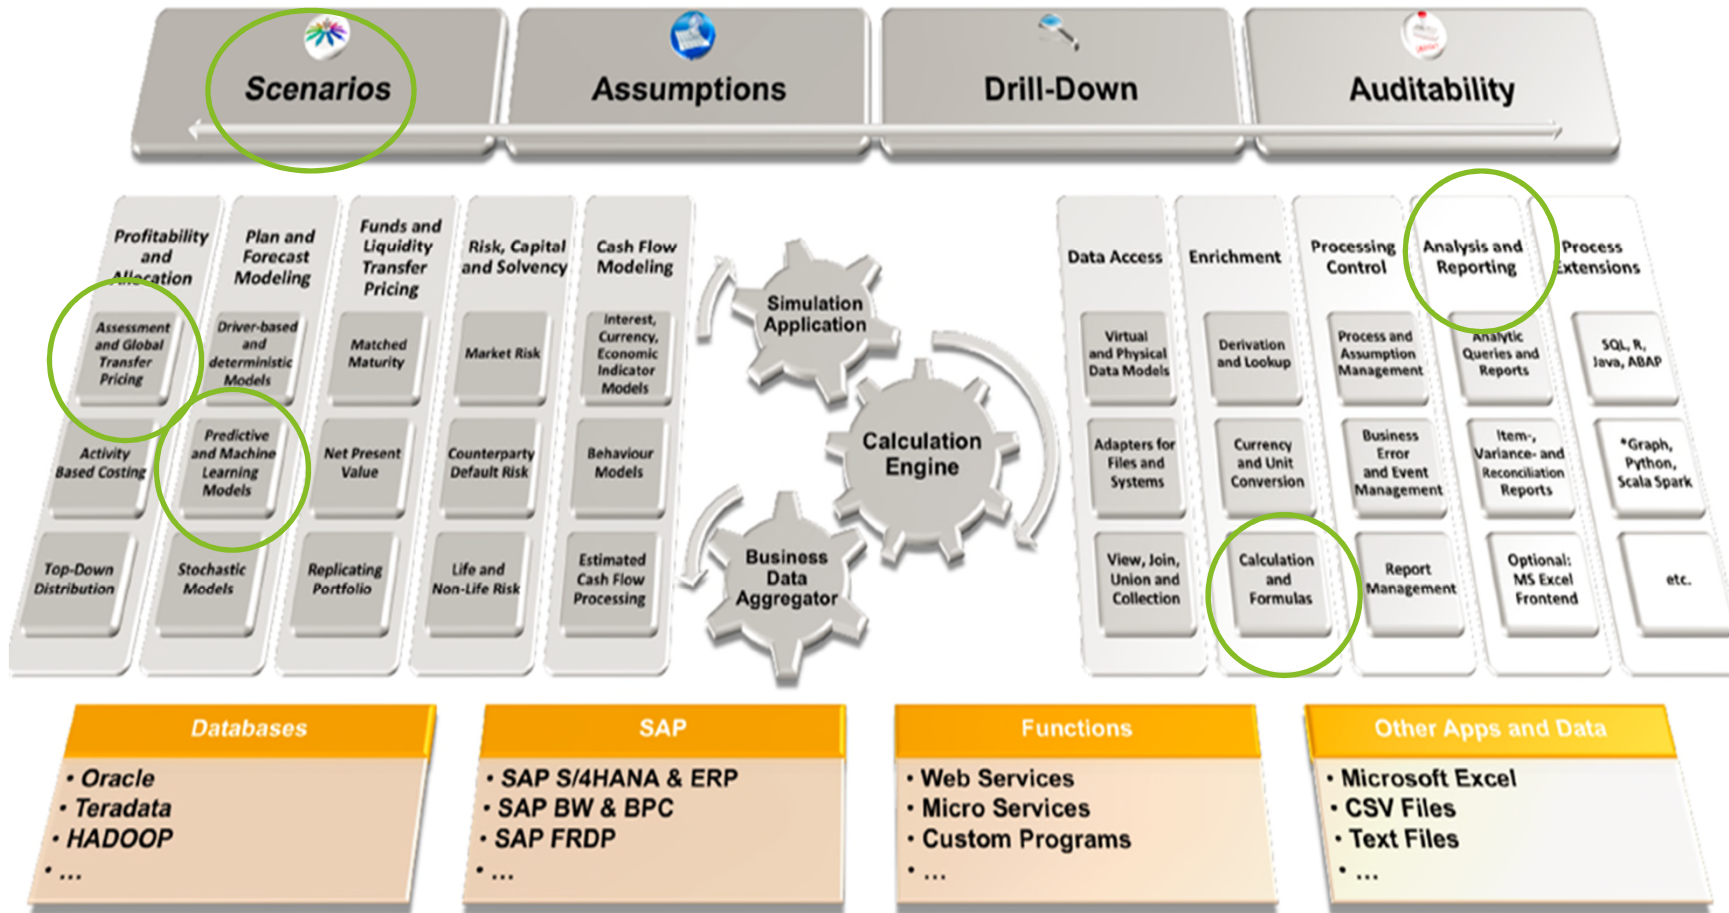 Scenarios
Assumptions
Drill-Down
Auditability
Profitability
and
Allocation
Assessment
and Global
Transfer
Pricing
Activity
Based Costing
Top-Down
Distribution
Plan and
Forecast
Modeling
Driver-based
and
deterministic
Models
Predictive
and Machine
Learning
Models
Stochastic
Models
Funds and
Liquidity
Transfer
Pricing
Matched
Maturity
Net Present
Value
Replicating
Portfolio
Risk, Capital
and Solvency
Market Risk
Counterparty
Default Risk
Life and
Non-Life Risk
Cash Flow
Modeling
Interest,
Currency,
Economic
Indicator
Models
Behaviour
Models
Estimated
Cash Flow
Processing
Simulation
Application
Calculation
Engine
Business
Data
Aggregator
Data Access
Virtual
and Physical
Data Models
Adapters for
Files and
Systems
View, Join,
Union and
Collection
Enrichment
Derivation
and Lookup
Currency
and Unit
Conversion
Calculation
and
Formulas
Processing
Control
Process and
Assumption
Management
Business
Error
and Event
Management
Report
Management
Analysis and
Reporting
Analytic
Queries and
Reports
Item-,
Variance- and
Reconciliation
Reports
Optional:
MS Excel
Frontend
Process
Extensions
SQL, R,
Java, ABAP
*Graph,
Python,
Scala Spark
etc.
Databases
• Oracle
• Teradata
• HADOOP
• ...
SAP
• SAP S/4HANA & ERP
• SAP BW & BPC
• SAP FRDP
• ...
Functions
• Web Services
• Micro Services
• Custom Programs
• ...
Other Apps and Data
• Microsoft Excel
• CSV Files
• Text Files
• ...